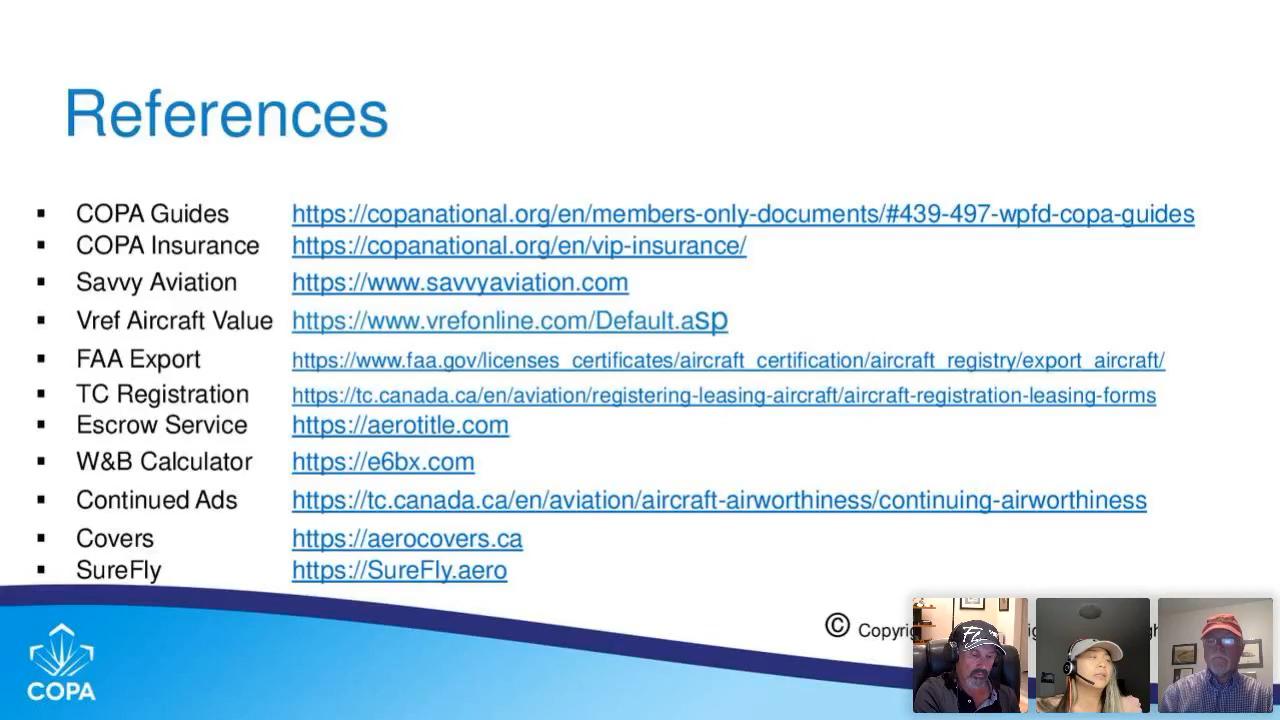 References
▪ COPA Guides https://copanational.org/en/members-only-documents/#439-497-wpfd-copa-guides
▪ COPA Insurance https://copanational.org/en/vip-insurance/
▪ Savvy Aviation https://www.savvyaviation.com
▪ Vref Aircraft Value https://www.vrefonline.com/Default.asp
▪ FAA Export https://www.faa.gov/licenses_certificates/aircraft_certification/aircraft_registry/export_aircraft/
▪ TC Registration https://tc.canada.ca/en/aviation/registering-leasing-aircraft/aircraft-registration-leasing-forms
▪ Escrow Service https://aerotitle.com
▪ W&B Calculator https://e6bx.com
▪ Continued Ads https://tc.canada.ca/en/aviation/aircraft-airworthiness/continuing-airworthiness
▪ Covers https://aerocovers.ca
▪ SureFly https://SureFly.aero
©
COPA